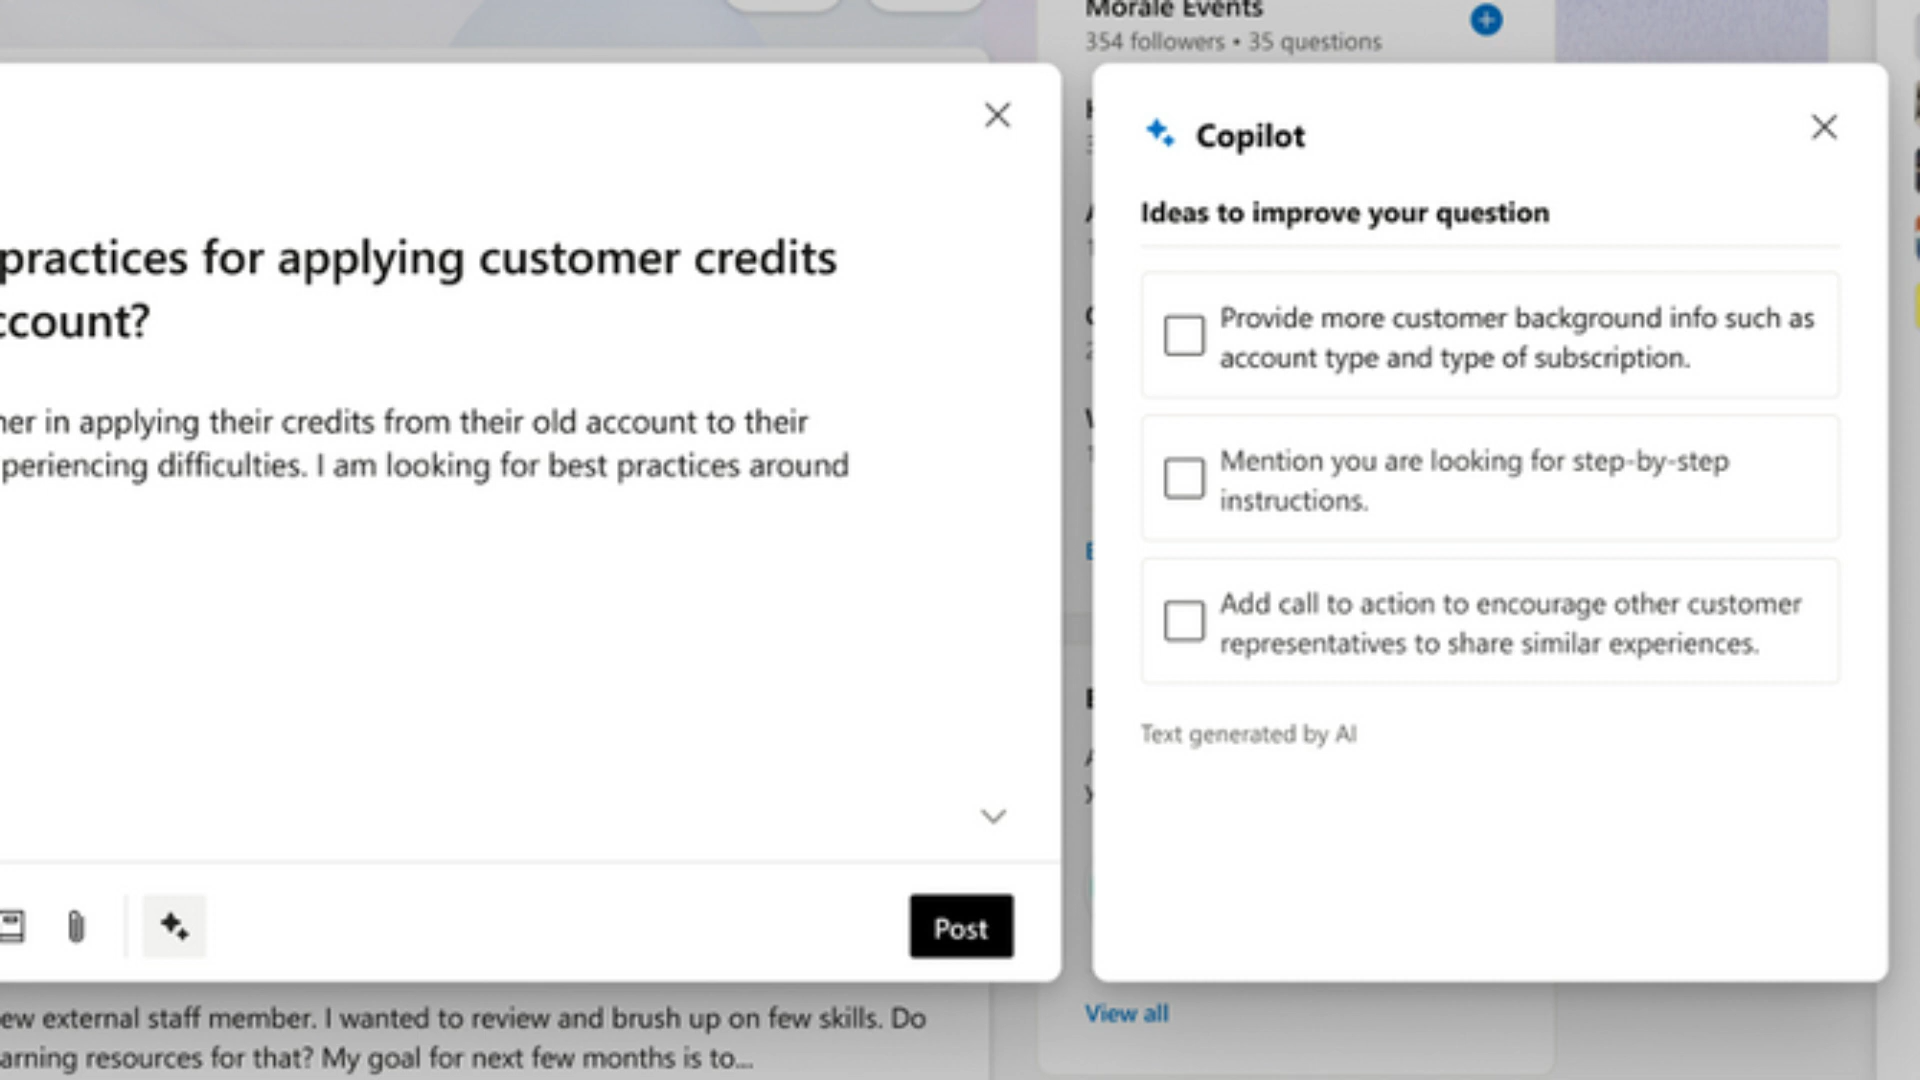 Morale Events
354 followers • 35 questions
practices for applying customer credits
ccount?
ner in applying their credits from their old account to their
periencing difficulties. I am looking for best practices around
Post
Copilot
Ideas to improve your question
Provide more customer background info such as
account type and type of subscription.
Mention you are looking for step-by-step
instructions.
Add call to action to encourage other customer
representatives to share similar experiences.
Text generated by AI
View all
ew external staff member. I wanted to review and brush up on few skills. Do
arning resources for that? My goal for next few months is to...